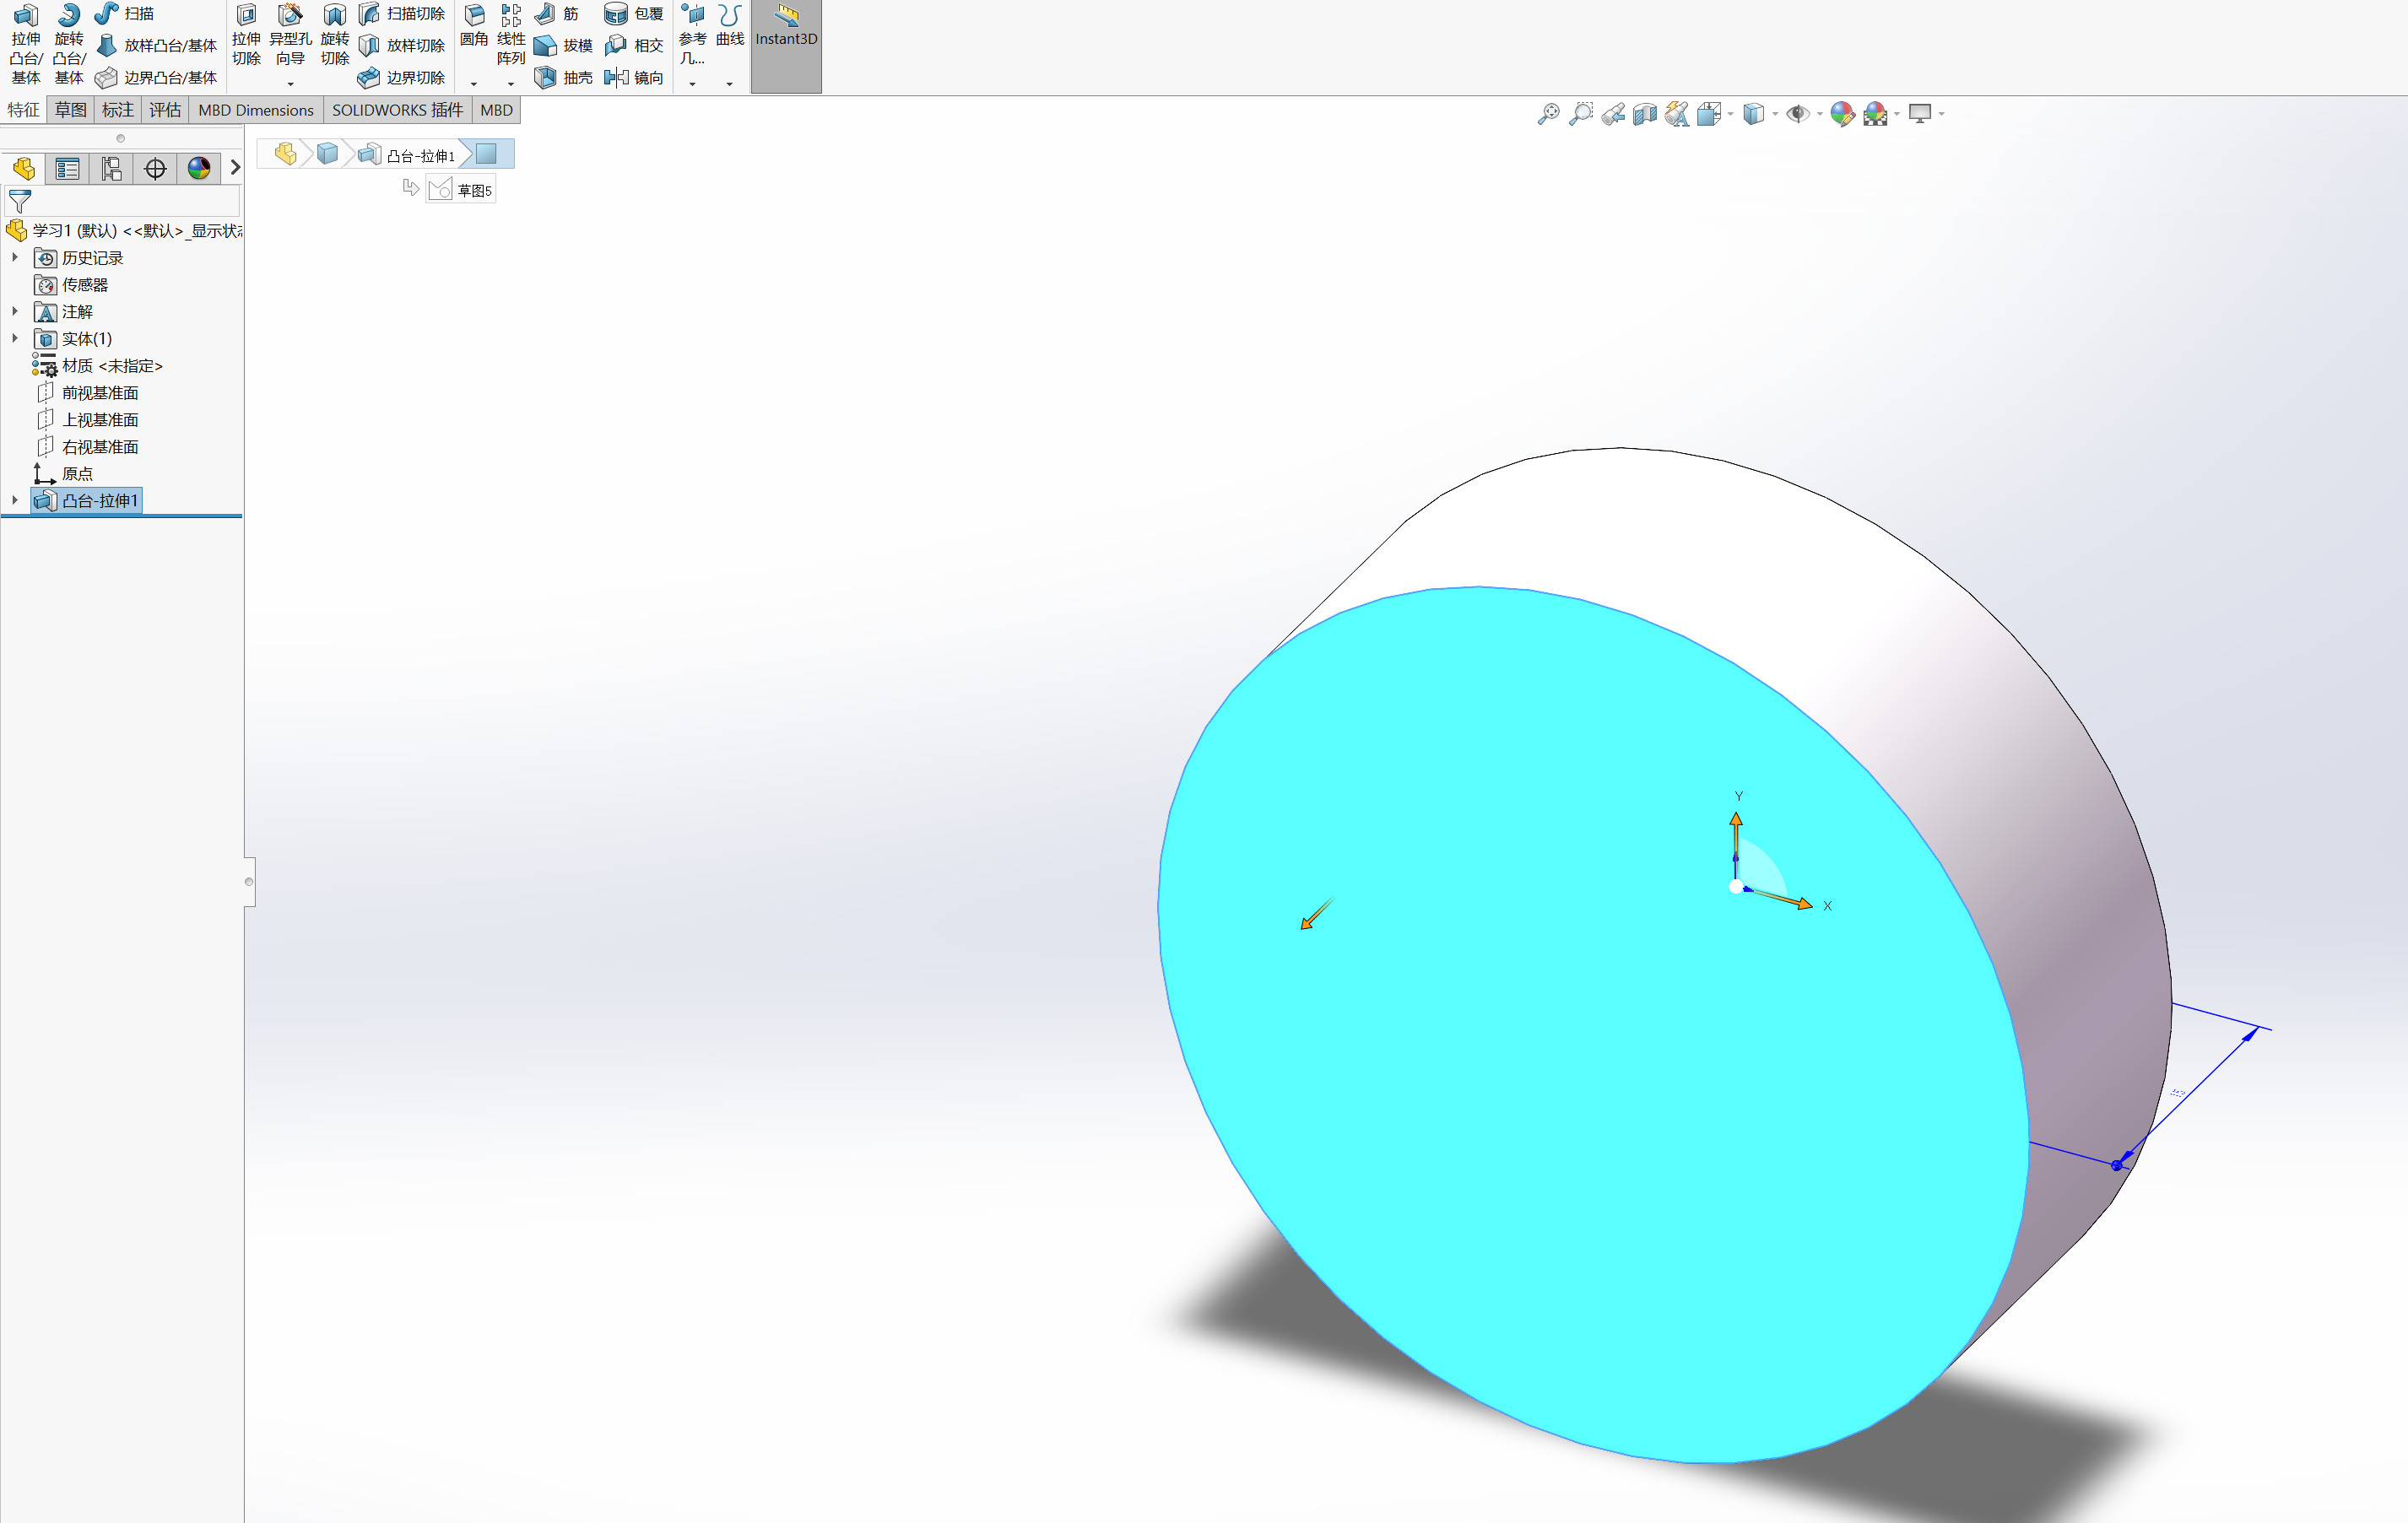 拉伸凸台/基体
旋转凸台/基体
扫描
放样凸台/基体
边界凸台/基体
拉伸切除
异型孔向导
旋转切除
扫描切除
放样切除
边界切除
圆角
线性阵列
筋
拔模
抽壳
包覆
相交
镜向
参考几...
曲线
Instant3D
特征
草图
标注
评估
MBD Dimensions
SOLIDWORKS 插件
MBD
凸台-拉伸1
草图5
学习1 (默认) <<默认>_显示状态
历史记录
传感器
注解
实体(1)
材质 <未指定>
前视基准面
上视基准面
右视基准面
原点
凸台-拉伸1
Y
X